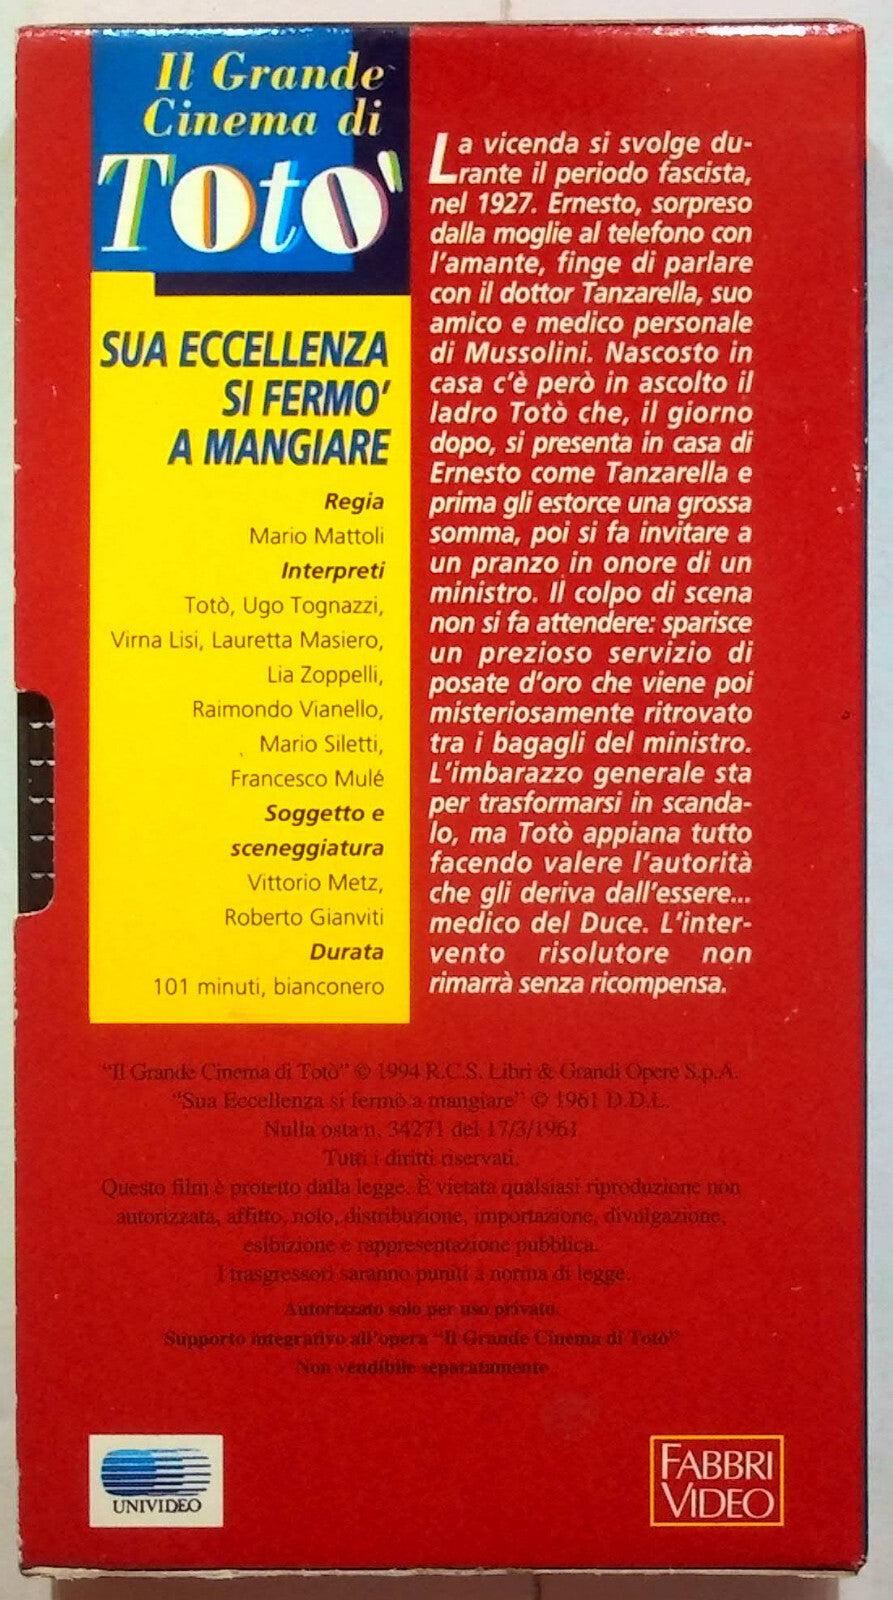 Il Grande
Cinema di
Totò
SUA ECCELLENZA
SI FERMO'
A MANGIARE
Regia
Mario Mattoli
Interpreti
Totò, Ugo Tognazzi,
Virna Lisi, Lauretta Masiero,
Lia Zoppelli,
Raimondo Vianello,
Mario Siletti,
Francesco Mulé
Soggetto e
sceneggiatura
Vittorio Metz,
Roberto Gianviti
Durata
101 minuti, bianconero
La vicenda si svolge du-
rante il periodo fascista,
nel 1927. Ernesto, sorpreso
dalla moglie al telefono con
l'amante, finge di parlare
con il dottor Tanzarella, suo
amico e medico personale
di Mussolini. Nascosto in
casa c'è però in ascolto il
ladro Totò che, il giorno
dopo, si presenta in casa di
Ernesto come Tanzarella e
prima gli estorce una grossa
somma, poi si fa invitare a
un pranzo in onore di un
ministro. Il colpo di scena
non si fa attendere: sparisce
un prezioso servizio di
posate d'oro che viene poi
misteriosamente ritrovato
tra i bagagli del ministro.
L'imbarazzo generale sta
per trasformarsi in scanda-
lo, ma Totò appiana tutto
facendo valere l'autorità
che gli deriva dall'essere...
medico del Duce. L'inter-
vento risolutore non
rimarrà senza ricompensa.
"Il Grande Cinema di Totò" © 1994 R.C.S. Libri & Grandi Opere S.p.A.
"Sua Eccellenza si fermò a mangiare" © 1961 D.D.L.
Nulla osta n. 34271 del 17/3/1961
Tutti i diritti riservati.
Questo film è protetto dalla legge. È vietata qualsiasi riproduzione non
autorizzata, affitto, nolo, distribuzione, importazione, divulgazione,
esibizione e rappresentazione pubblica.
I trasgressori saranno puniti a norma di legge.
Autorizzato solo per uso privato.
Supporto integrativo all'opera "Il Grande Cinema di Totò"
Non vendibile separatamente
UNIVIDEO
FABBRI
VIDEO